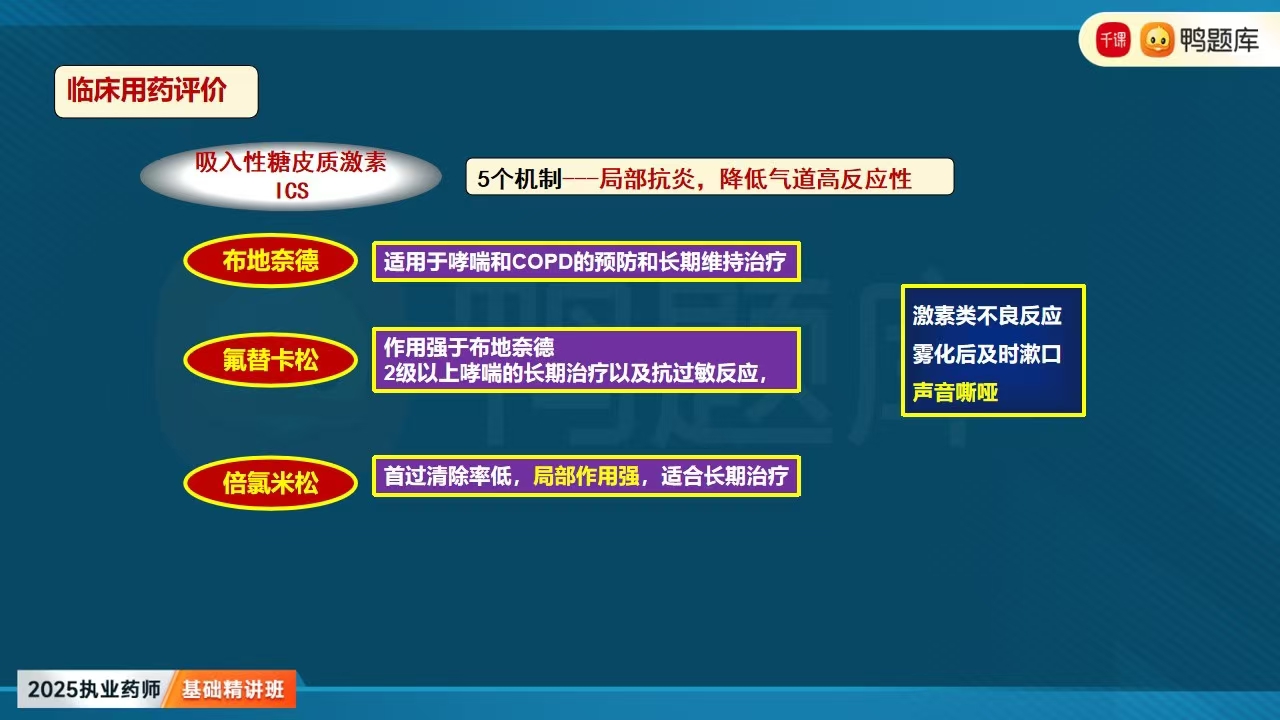 千课 鸭题库
临床用药评价
吸入性糖皮质激素
ICS
5个机制---局部抗炎，降低气道高反应性
布地奈德
适用于哮喘和COPD的预防和长期维持治疗
氟替卡松
作用强于布地奈德
2级以上哮喘的长期治疗以及抗过敏反应，
激素类不良反应
雾化后及时漱口
声音嘶哑
倍氯米松
首过清除率低，局部作用强，适合长期治疗
鸭题库
2025执业药师 基础精讲班